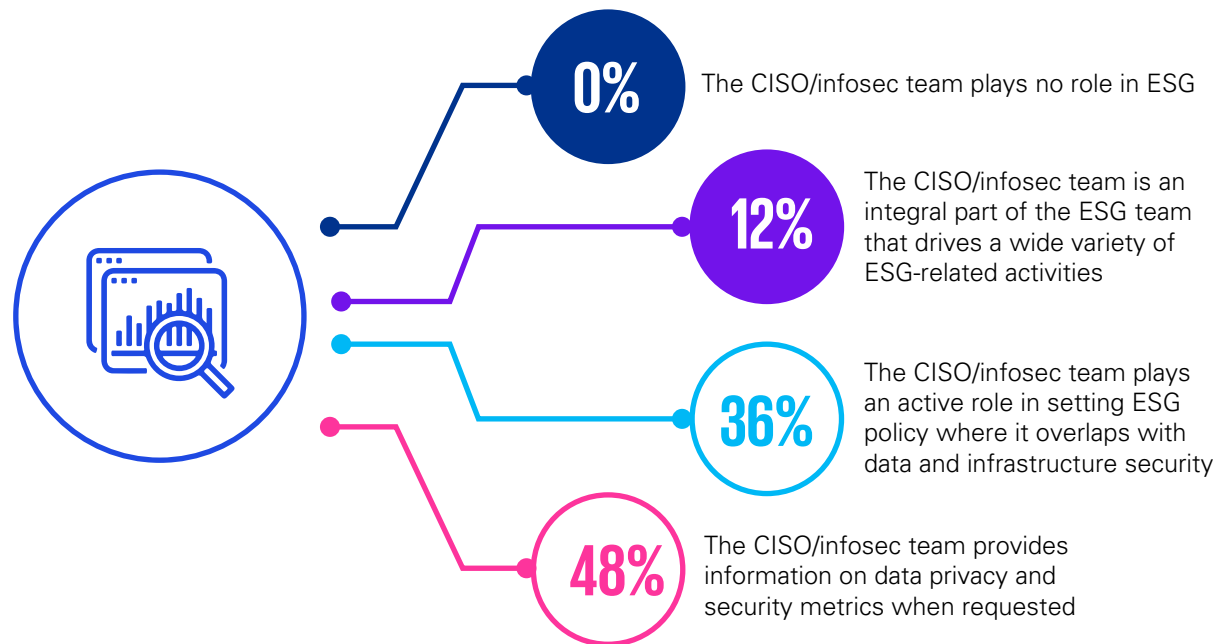 0%
The CISO/infosec team plays no role in ESG
12%
The CISO/infosec team is an
integral part of the ESG team
that drives a wide variety of
ESG-related activities
36%
The CISO/infosec team plays
an active role in setting ESG
policy where it overlaps with
data and infrastructure security
48%
The CISO/infosec team provides
information on data privacy and
security metrics when requested